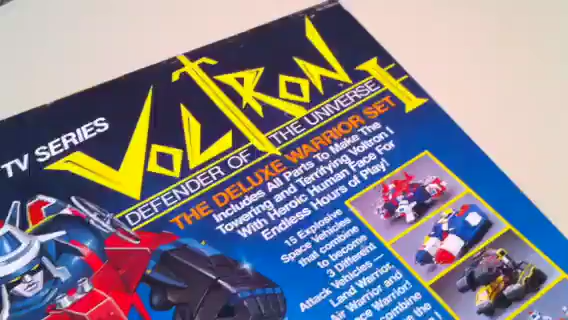 TV SERIES
VOLTRON I
DEFENDER OF THE UNIVERSE
THE DELUXE WARRIOR SET
Includes All Parts To Make The
Towering and Terrifying Voltron I
With Heroic Human Face For
Endless Hours of Play!
15 Explosive
Space Vehicles
that combine
to become
3 Different
Attack Vehicles —
Land Warrior,
Air Warrior and
Warrior!
combine